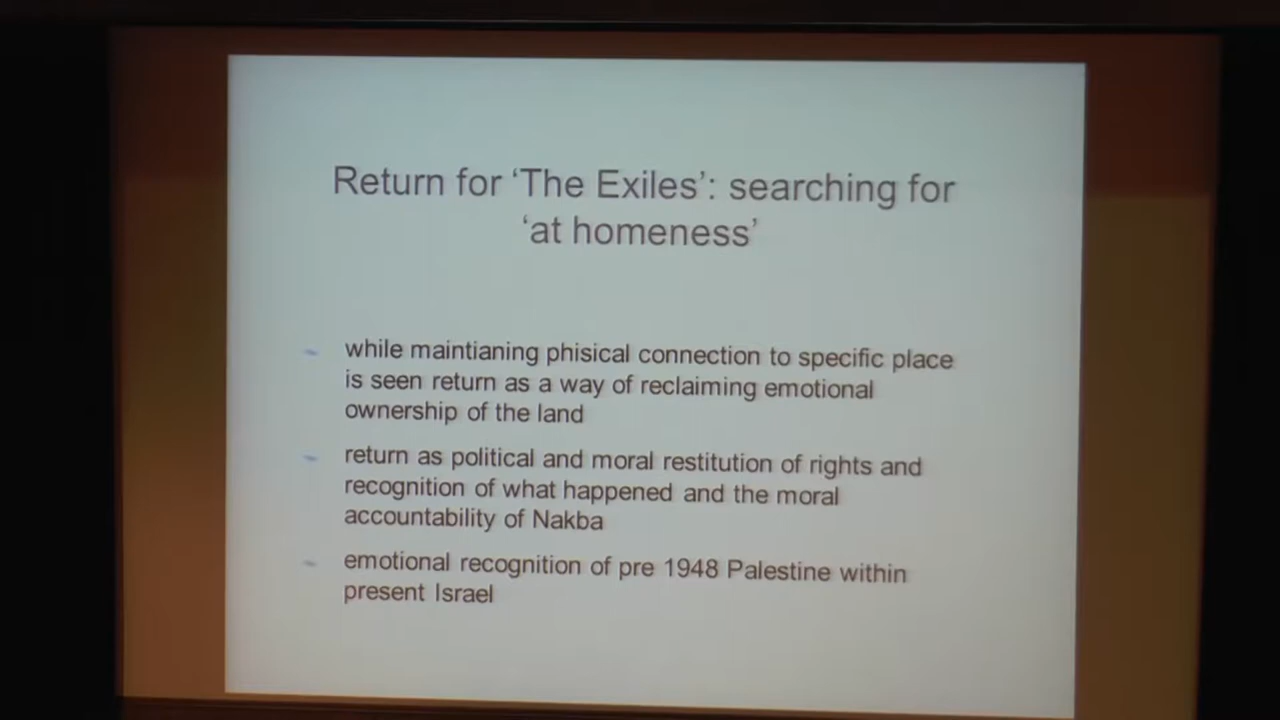 Return for ‘The Exiles’: searching for
‘at homeness’
while maintianing phisical connection to specific place
is seen return as a way of reclaiming emotional
ownership of the land
return as political and moral restitution of rights and
recognition of what happened and the moral
accountability of Nakba
emotional recognition of pre 1948 Palestine within
present Israel